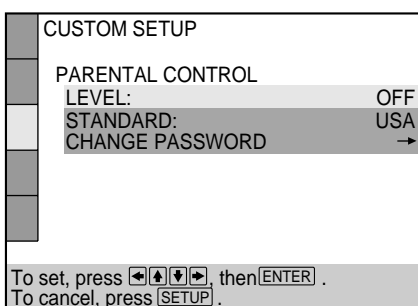 CUSTOM SETUP
PARENTAL CONTROL
LEVEL: OFF
STANDARD: USA
CHANGE PASSWORD →
To set, press ←↑↓→, then ENTER .
To cancel, press SETUP .